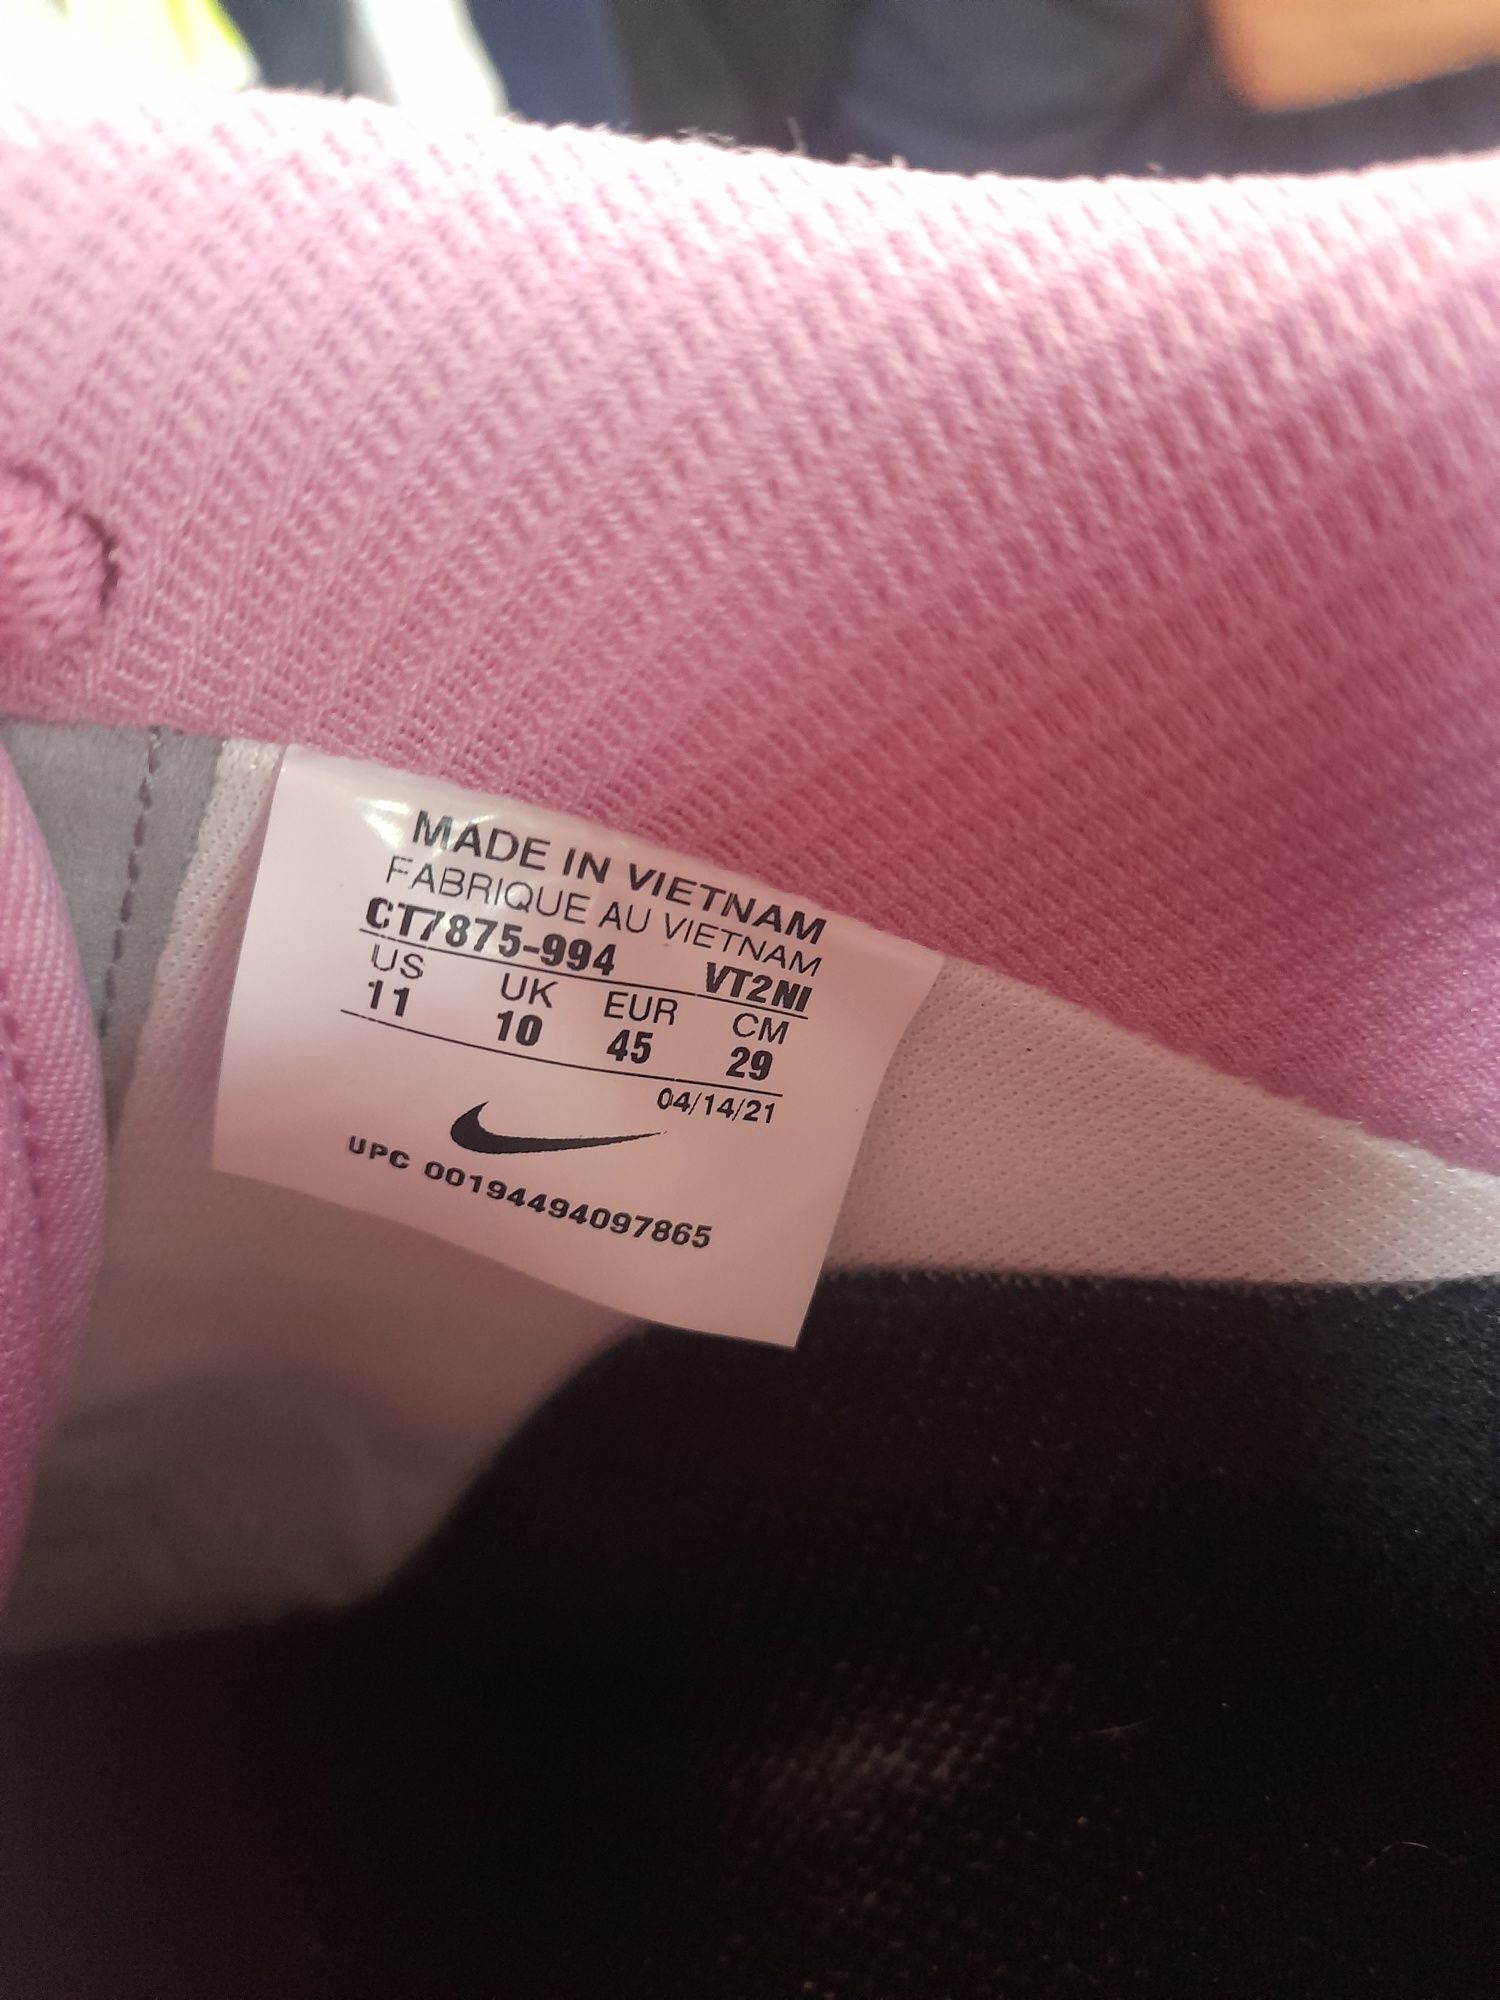 MADE IN VIETNAM
FABRIQUE AU VIETNAM
CT7875-994 VT2NI
US UK EUR CM
11 10 45 29
04/14/21
UPC 00194494097865